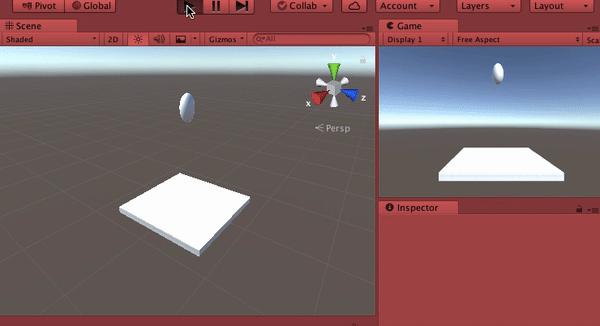 Pivot Global Collab Account Layers Layout
Scene Game
Shaded 2D Gizmos All Display 1 Free Aspect Sca
y
x z
Persp
Inspector